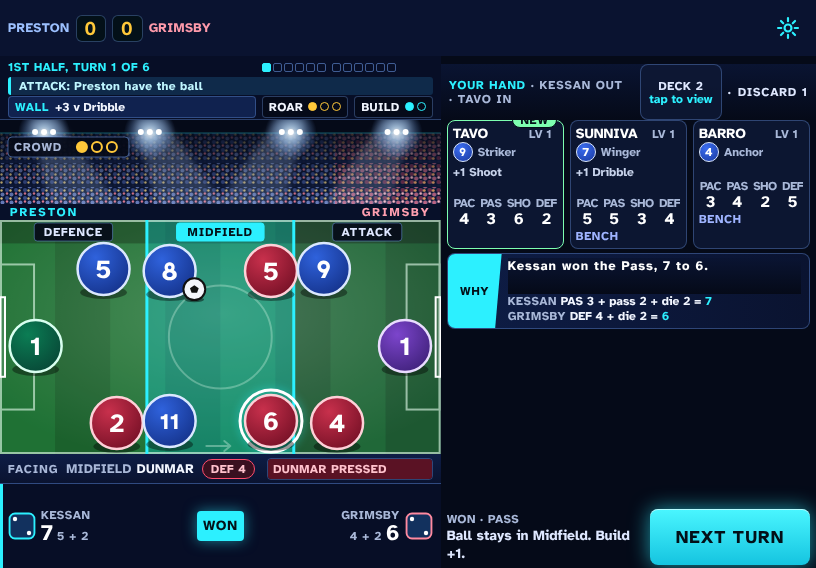 PRESTON 0 0 GRIMSBY
1ST HALF, TURN 1 OF 6
ATTACK: Preston have the ball
WALL +3 v Dribble
ROAR
BUILD
CROWD
PRESTON
GRIMSBY
DEFENCE
MIDFIELD
ATTACK
5
8
5
9
1
1
2
11
6
4
FACING MIDFIELD DUNMAR DEF 4
DUNMAR PRESSED
KESSAN
7 5 + 2
WON
GRIMSBY
4 + 2 6
YOUR HAND · KESSAN OUT
· TAVO IN
DECK 2
tap to view
· DISCARD 1
NEW
TAVO LV 1
9 Striker
+1 Shoot
PAC PAS SHO DEF
4 3 6 2
SUNNIVA LV 1
7 Winger
+1 Dribble
PAC PAS SHO DEF
5 5 3 4
BENCH
BARRO LV 1
4 Anchor
PAC PAS SHO DEF
3 4 2 5
BENCH
WHY
Kessan won the Pass, 7 to 6.
KESSAN PAS 3 + pass 2 + die 2 = 7
GRIMSBY DEF 4 + die 2 = 6
WON · PASS
Ball stays in Midfield. Build
+1.
NEXT TURN